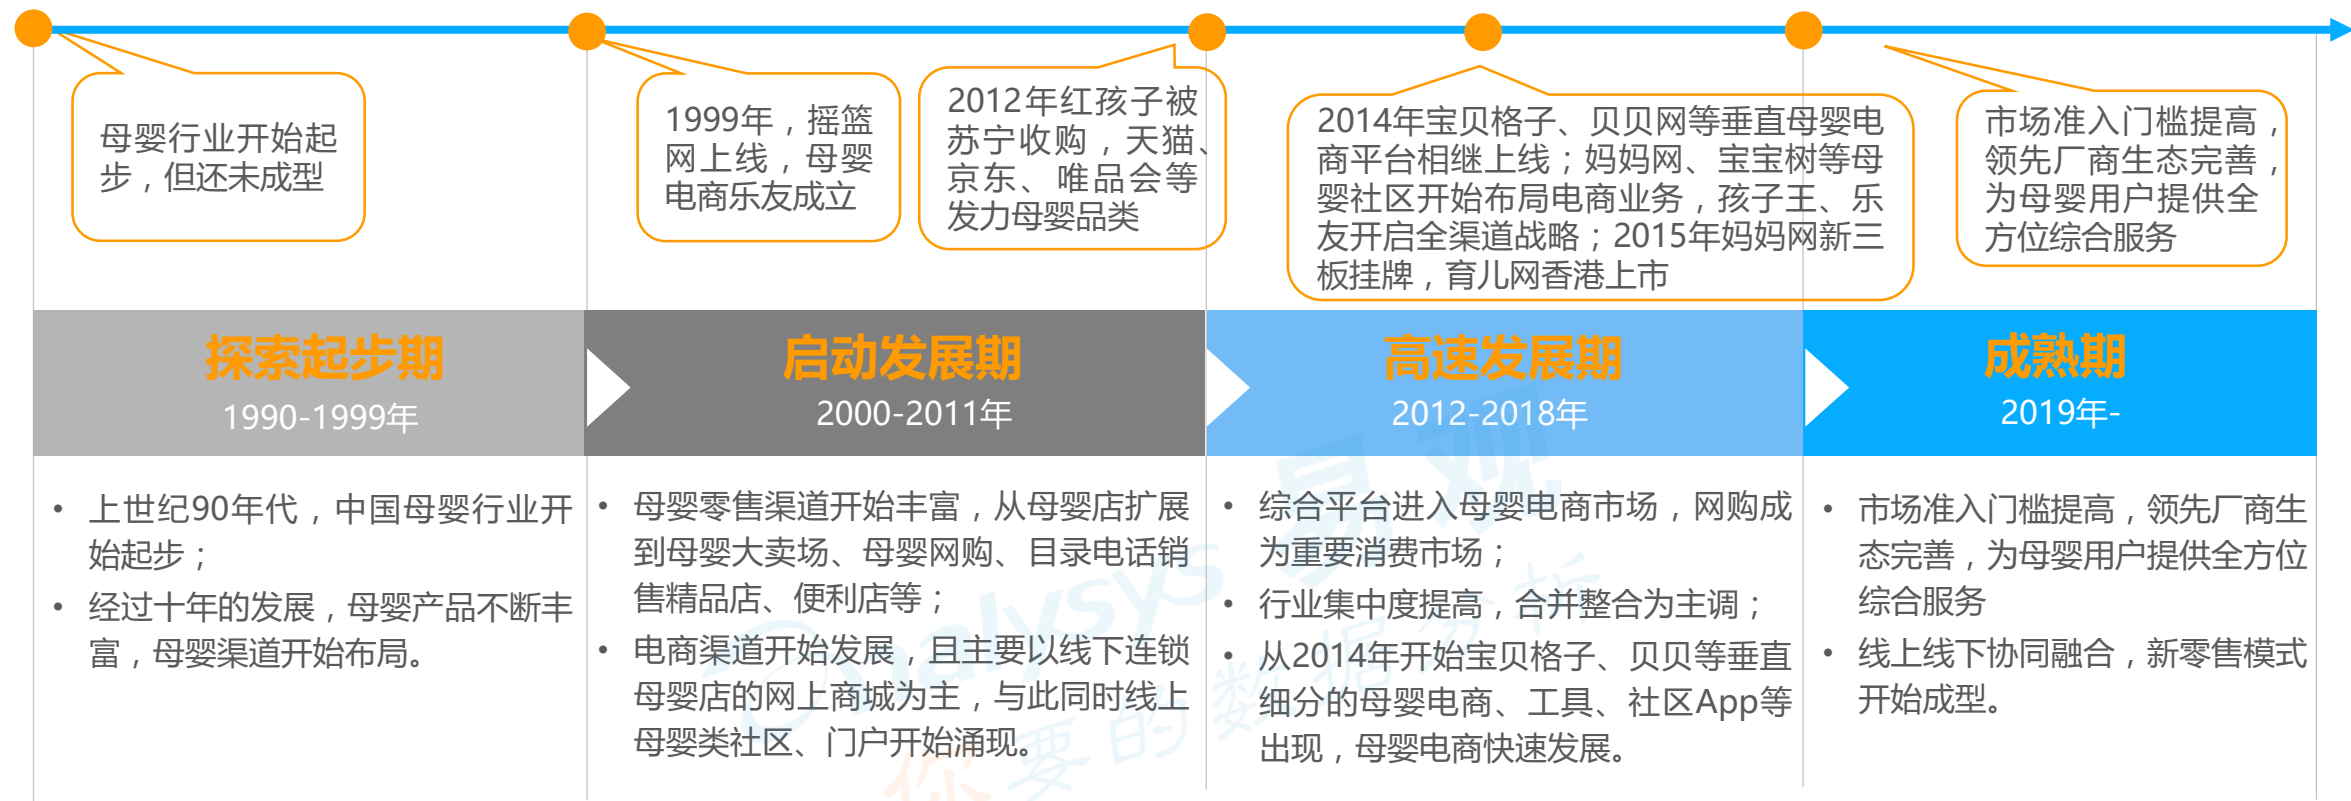 母婴行业开始起
步，但还未成型
1999年，摇篮
网上线，母婴
电商乐友成立
2012年红孩子被
苏宁收购，天猫、
京东、唯品会等
发力母婴品类
2014年宝贝格子、贝贝网等垂直母婴电
商平台相继上线；妈妈网、宝宝树等母
婴社区开始布局电商业务，孩子王、乐
友开启全渠道战略；2015年妈妈网新三
板挂牌，育儿网香港上市
市场准入门槛提高，
领先厂商生态完善，
为母婴用户提供全
方位综合服务
探索起步期
1990-1999年
启动发展期
2000-2011年
高速发展期
2012-2018年
成熟期
2019年-
• 上世纪90年代，中国母婴行业开
始起步；
• 经过十年的发展，母婴产品不断丰
富，母婴渠道开始布局。
• 母婴零售渠道开始丰富，从母婴店扩展
到母婴大卖场、母婴网购、目录电话销
售精品店、便利店等；
• 电商渠道开始发展，且主要以线下连锁
母婴店的网上商城为主，与此同时线上
母婴类社区、门户开始涌现。
• 综合平台进入母婴电商市场，网购成
为重要消费市场；
• 行业集中度提高，合并整合为主调；
• 从2014年开始宝贝格子、贝贝等垂直
细分的母婴电商、工具、社区App等
出现，母婴电商快速发展。
• 市场准入门槛提高，领先厂商生
态完善，为母婴用户提供全方位
综合服务
• 线上线下协同融合，新零售模式
开始成型。
analysys 易观
你要的数据分析